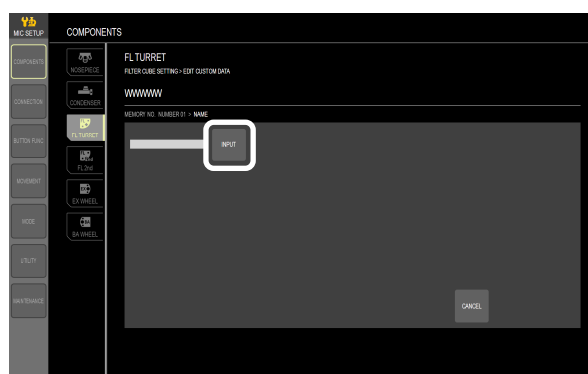 MIC SETUP
COMPONENTS
COMPONENTS
CONNECTION
BUTTON FUNC
MOVEMENT
MODE
UTILITY
MAINTENANCE
NOSEPIECE
CONDENSER
FL TURRET
FL 2nd
EX WHEEL
BA WHEEL
FL TURRET
FILTER CUBE SETTING > EDIT CUSTOM DATA
WWWWWW
MEMORY NO. NUMBER 01 > NAME
INPUT
CANCEL